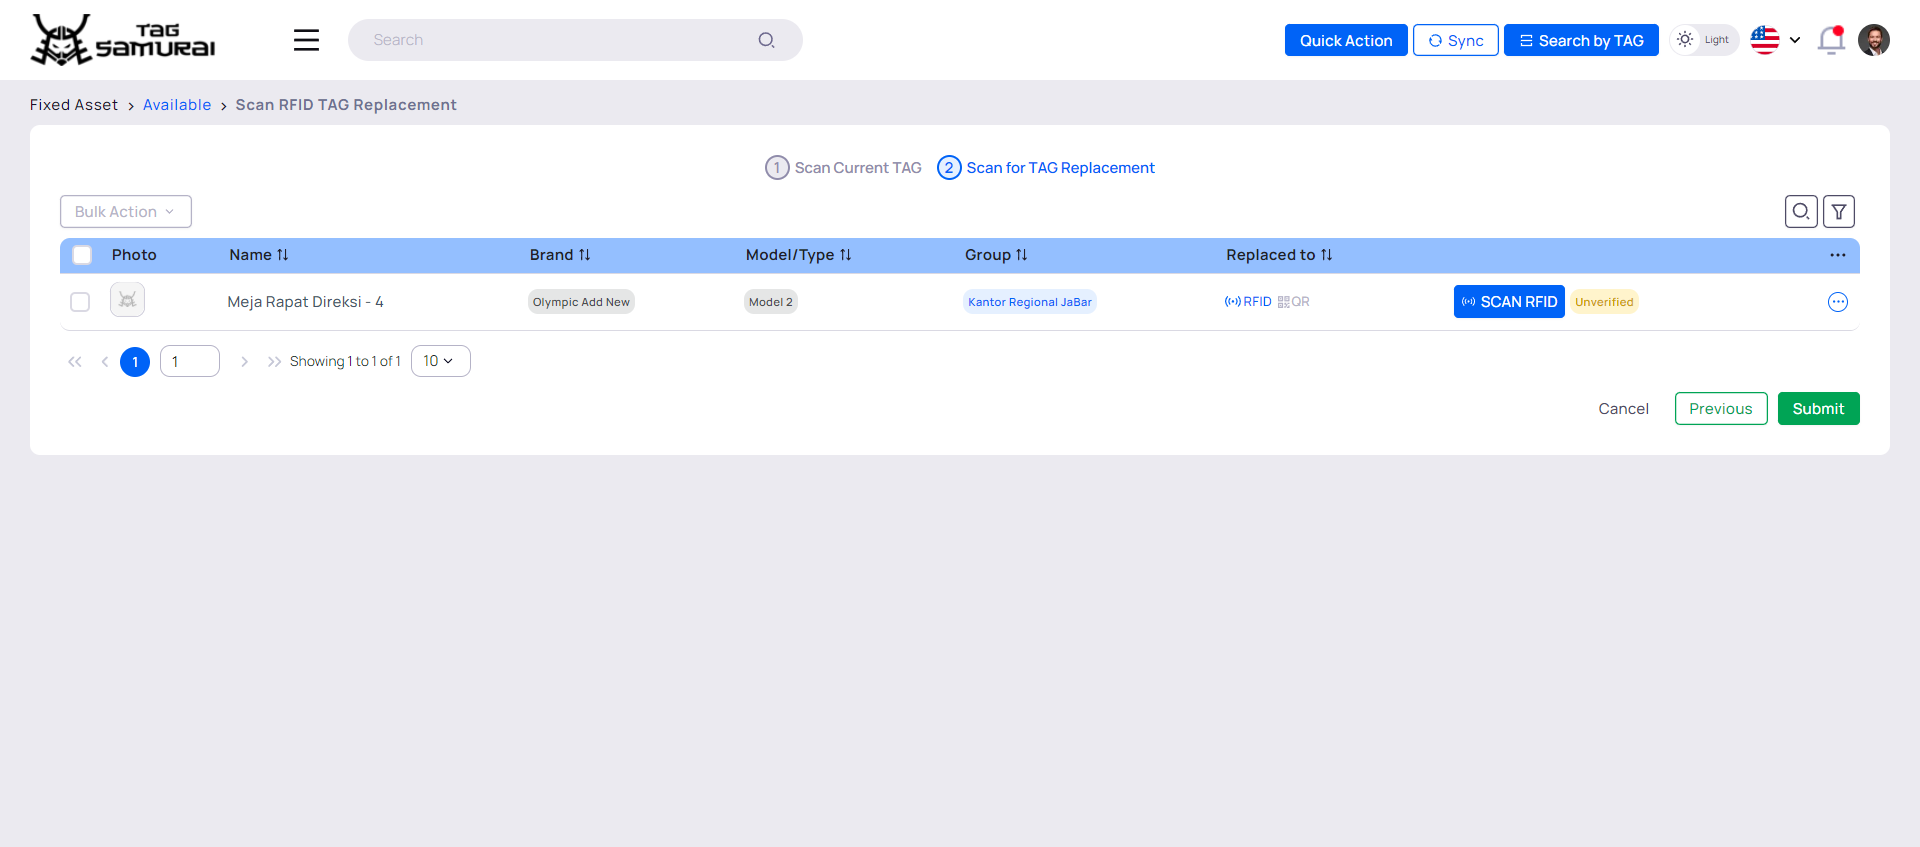 TAG
SAMURAI
Search
Quick Action
Sync
Search by TAG
Light
Fixed Asset > Available > Scan RFID TAG Replacement
1 Scan Current TAG 2 Scan for TAG Replacement
Bulk Action
Photo Name Brand Model/Type Group Replaced to
Meja Rapat Direksi - 4 Olympic Add New Model 2 Kantor Regional JaBar RFID QR SCAN RFID Unverified
1 1 Showing 1 to 1 of 1 10
Cancel Previous Submit